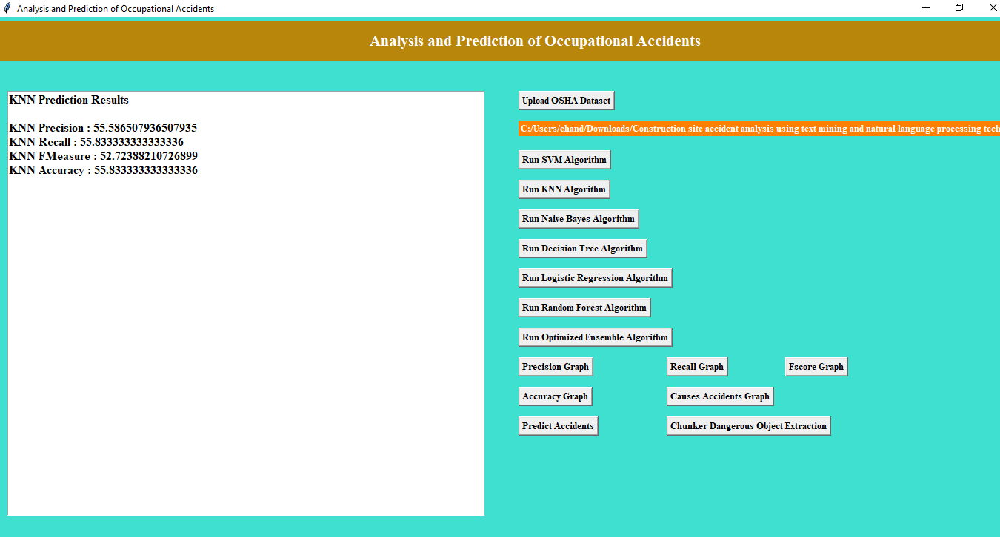 Analysis and Prediction of Occupational Accidents
Analysis and Prediction of Occupational Accidents
KNN Prediction Results
KNN Precision : 55.586507936507935
KNN Recall : 55.833333333333336
KNN FMeasure : 52.72388210726899
KNN Accuracy : 55.833333333333336
Upload OSHA Dataset
C:/Users/chand/Downloads/Construction site accident analysis using text mining and natural language processing tech
Run SVM Algorithm
Run KNN Algorithm
Run Naive Bayes Algorithm
Run Decision Tree Algorithm
Run Logistic Regression Algorithm
Run Random Forest Algorithm
Run Optimized Ensemble Algorithm
Precision Graph Recall Graph Fscore Graph
Accuracy Graph Causes Accidents Graph
Predict Accidents Chunker Dangerous Object Extraction